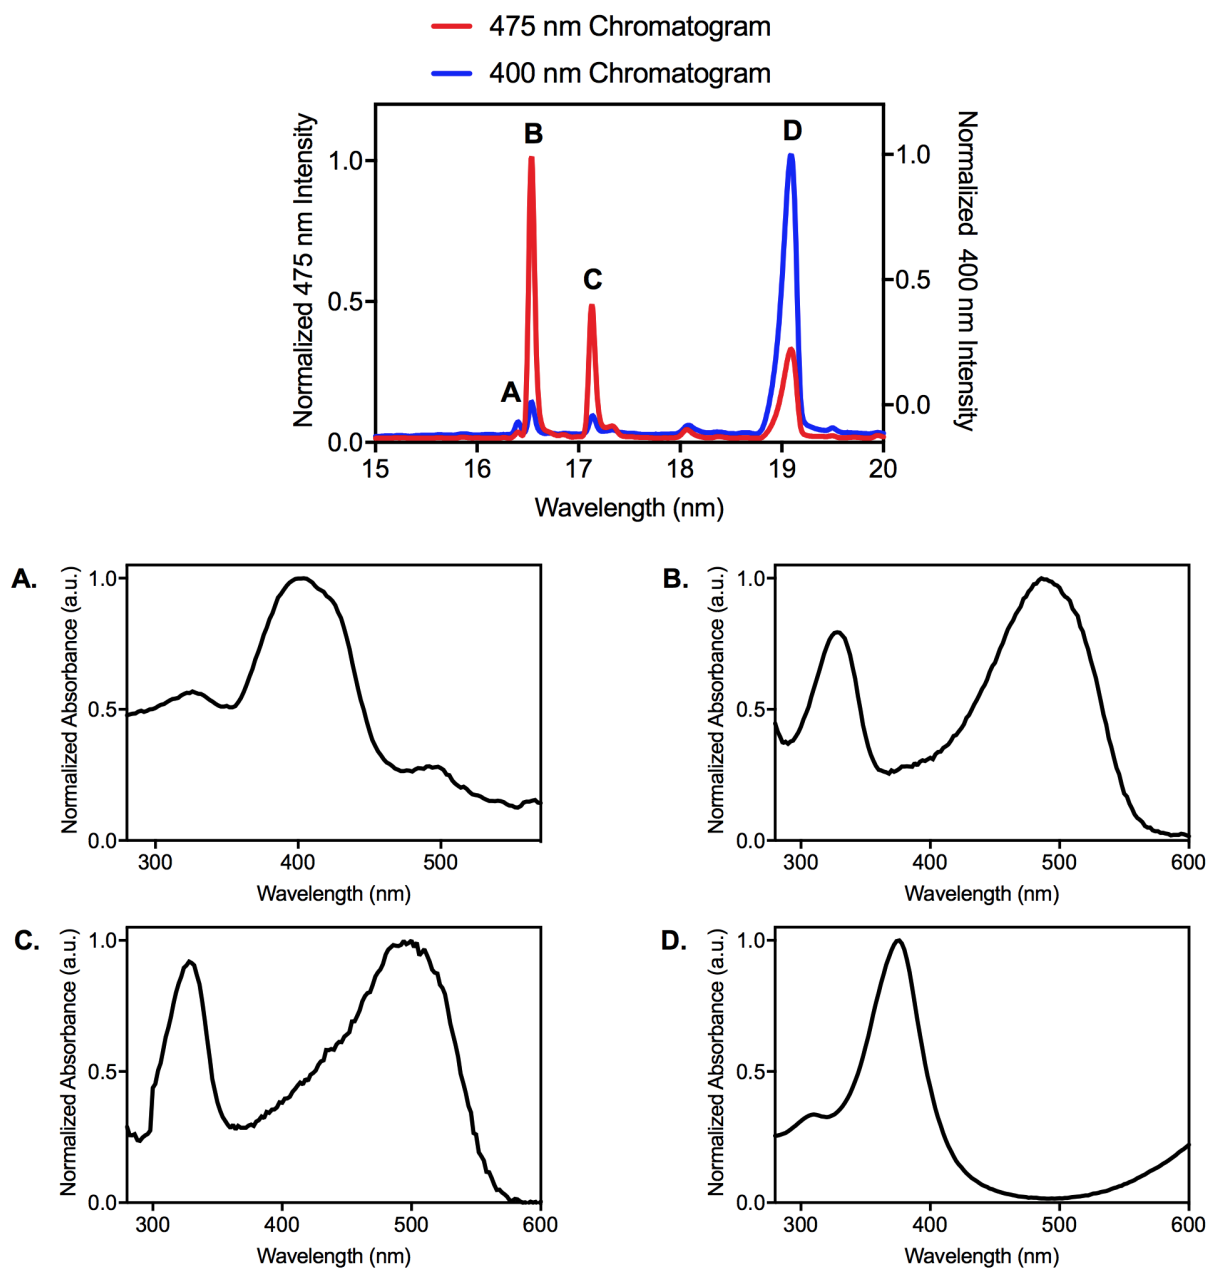 475 nm Chromatogram
400 nm Chromatogram
Normalized 475 nm Intensity
1.0
0.5
0.0
A
B
C
D
1.0
0.5
0.0
Normalized 400 nm Intensity
15 16 17 18 19 20
Wavelength (nm)
A.
Normalized Absorbance (a.u.)
1.0
0.5
0.0
300 400 500
Wavelength (nm)
B.
Normalized Absorbance (a.u.)
1.0
0.5
0.0
300 400 500 600
Wavelength (nm)
C.
Normalized Absorbance (a.u.)
1.0
0.5
0.0
300 400 500 600
Wavelength (nm)
D.
Normalized Absorbance (a.u.)
1.0
0.5
0.0
300 400 500 600
Wavelength (nm)